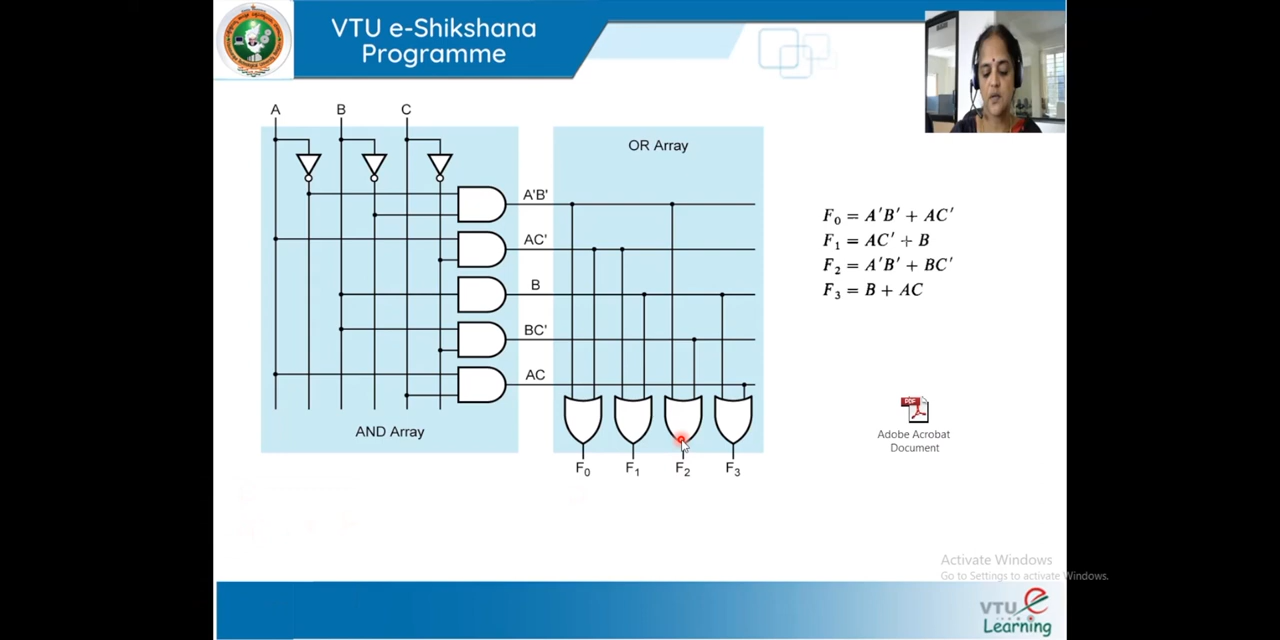 VTU e-Shikshana
Programme
A B C
OR Array
A'B'
AC'
B
BC'
AC
AND Array
F₀ F₁ F₂ F₃
F₀ = A′B′ + AC′
F₁ = AC′ + B
F₂ = A′B′ + BC′
F₃ = B + AC
PDF
Adobe Acrobat
Document
Activate Windows
Go to Settings to activate Windows.
VTU e
Learning